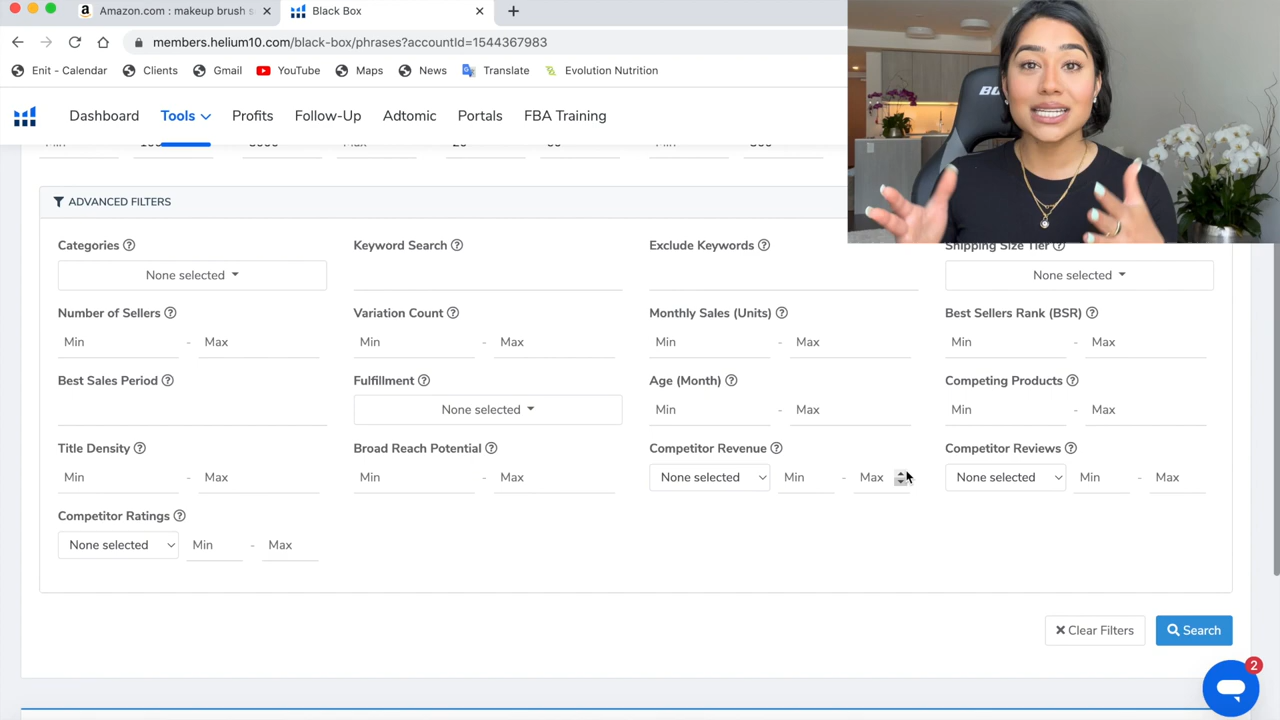 Amazon.com : makeup brush s
Black Box
members.helium10.com/black-box/phrases?accountId=1544367983
Enit - Calendar Clients Gmail YouTube Maps News Translate Evolution Nutrition
Dashboard Tools Profits Follow-Up Adtomic Portals FBA Training
ADVANCED FILTERS
Categories Keyword Search Exclude Keywords Shipping Size Tier
None selected None selected
Number of Sellers Variation Count Monthly Sales (Units) Best Sellers Rank (BSR)
Min - Max Min - Max Min - Max Min - Max
Best Sales Period Fulfillment Age (Month) Competing Products
None selected Min - Max Min - Max
Title Density Broad Reach Potential Competitor Revenue Competitor Reviews
Min - Max Min - Max None selected Min - Max None selected Min - Max
Competitor Ratings
None selected Min - Max
Clear Filters Search
2